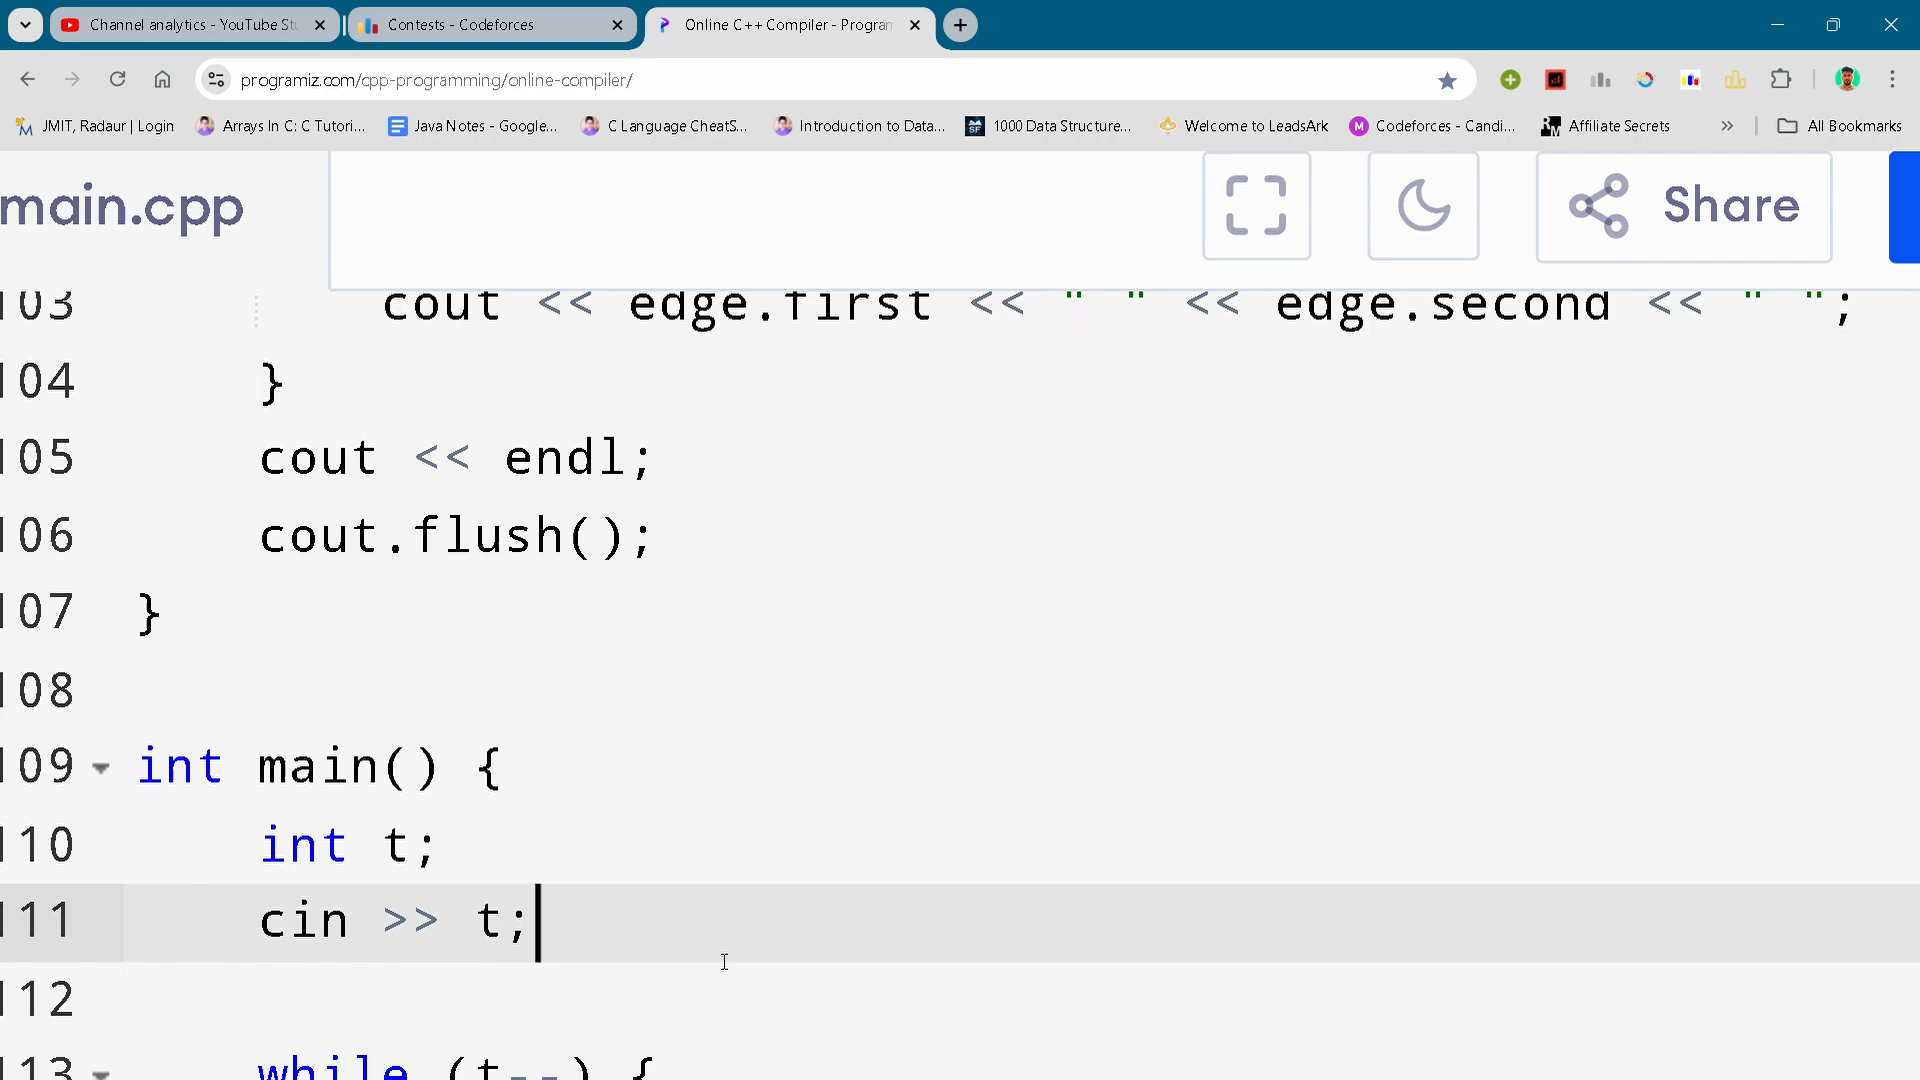 Channel analytics - YouTube St
Contests - Codeforces
Online C++ Compiler - Progran
programiz.com/cpp-programming/online-compiler/
JMIT, Radaur | Login
Arrays In C: C Tutori...
Java Notes - Google...
C Language CheatS...
Introduction to Data...
1000 Data Structure...
Welcome to LeadsArk
Codeforces - Candi...
Affiliate Secrets
All Bookmarks
main.cpp
Share
103 cout << edge.first << " " << edge.second << " ";
104 }
105 cout << endl;
106 cout.flush();
107 }
108
109 int main() {
110 int t;
111 cin >> t;
112
113 while (t--) {